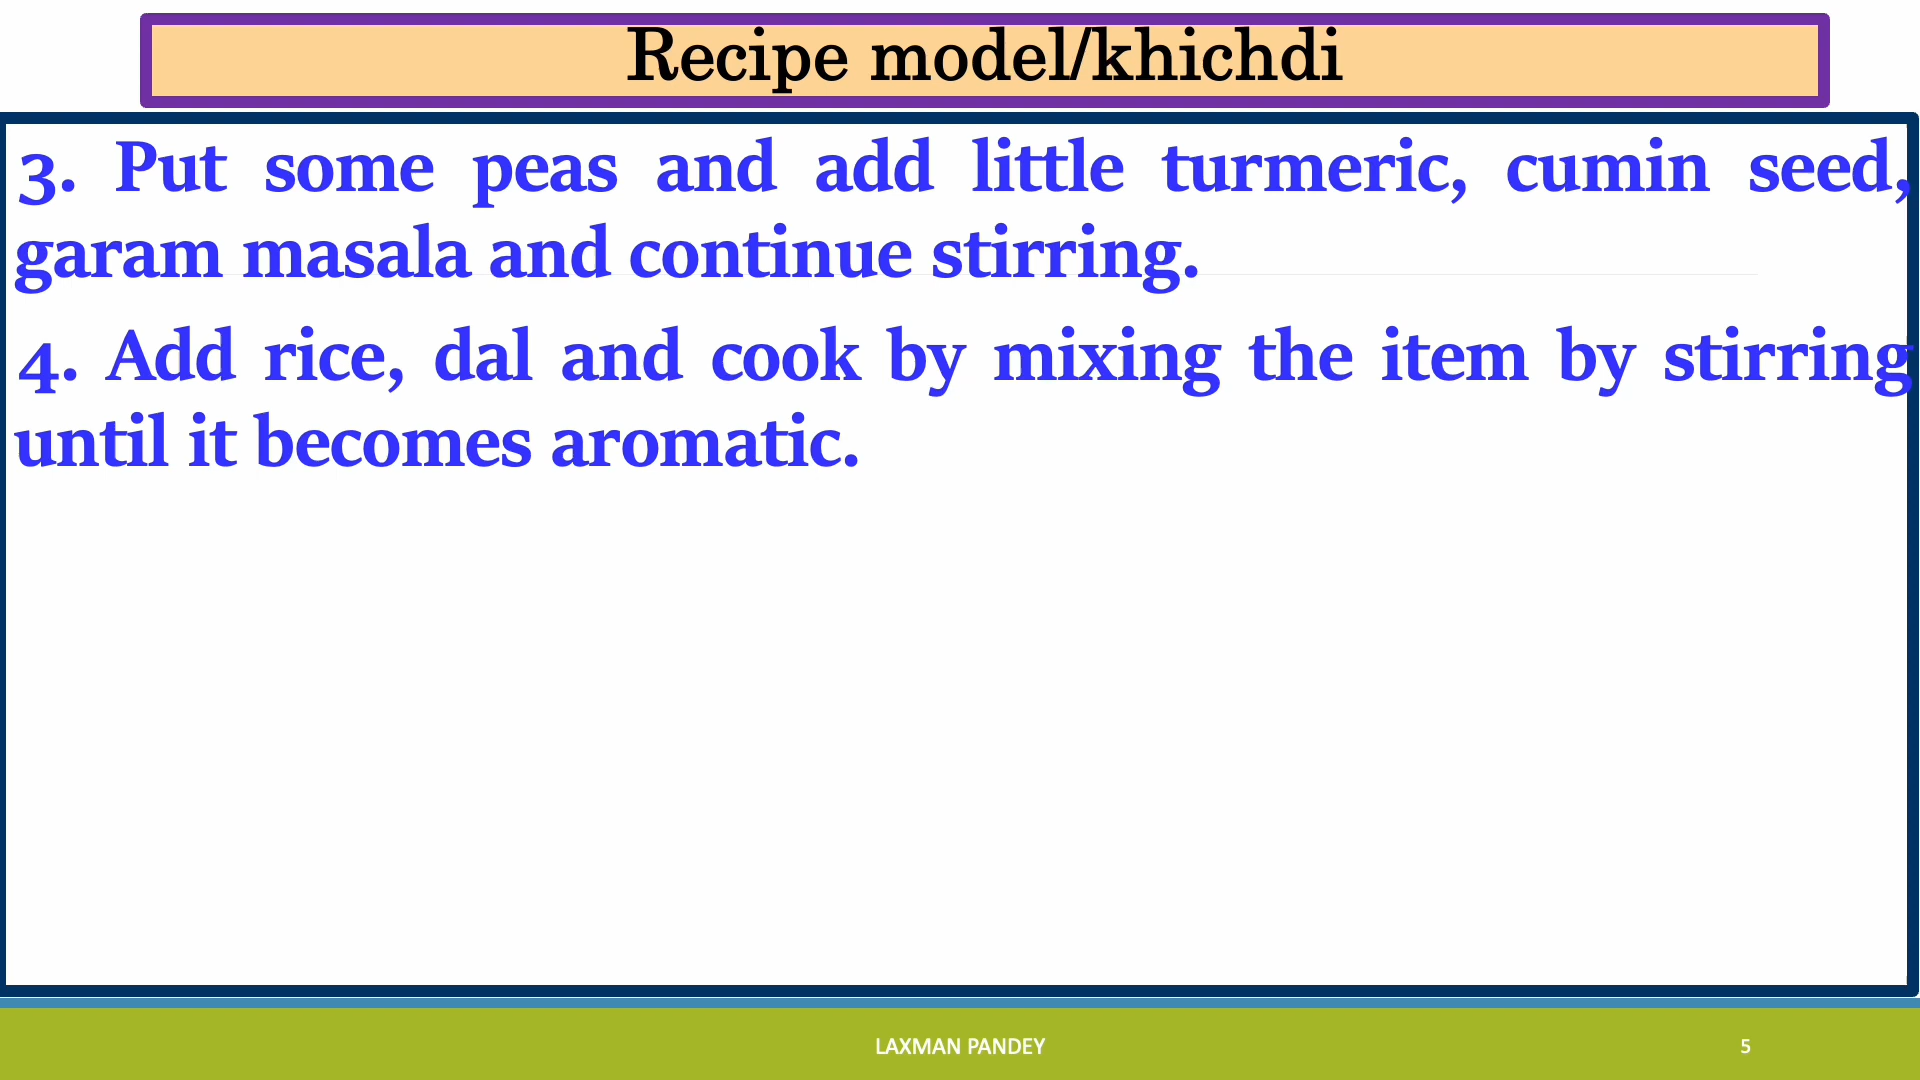 Recipe model/khichdi
3. Put some peas and add little turmeric, cumin seed,
garam masala and continue stirring.
4. Add rice, dal and cook by mixing the item by stirring
until it becomes aromatic.
LAXMAN PANDEY
5